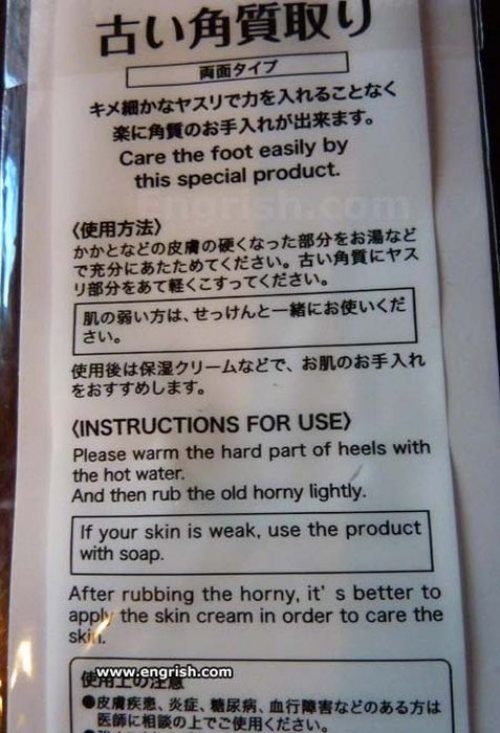 古い角質取り
両面タイプ
キメ細かなヤスリで力を入れることなく
楽に角質のお手入れが出来ます。
Care the foot easily by
this special product.
Engrish.com
〈使用方法〉
かかとなどの皮膚の硬くなった部分をお湯など
で充分にあたためてください。古い角質にヤス
リ部分をあて軽くこすってください。
肌の弱い方は、せっけんと一緒にお使いくだ
さい。
使用後は保湿クリームなどで、お肌のお手入れ
をおすすめします。
〈INSTRUCTIONS FOR USE〉
Please warm the hard part of heels with
the hot water.
And then rub the old horny lightly.
If your skin is weak, use the product
with soap.
After rubbing the horny, it's better to
apply the skin cream in order to care the
skin.
www.engrish.com
使用上の注意
●皮膚疾患、炎症、糖尿病、血行障害などのある方は
医師に相談の上でご使用ください。